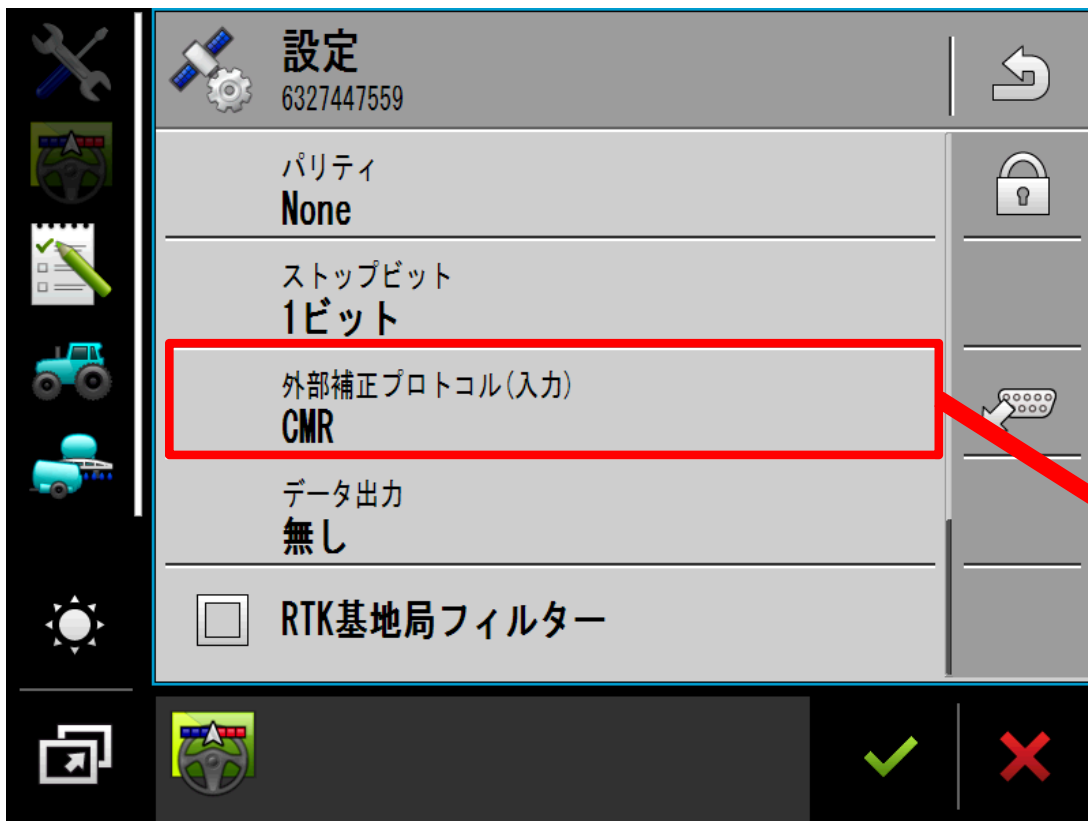 設定
6327447559
パリティ
None
ストップビット
1ビット
外部補正プロトコル(入力)
CMR
データ出力
無し
RTK基地局フィルター